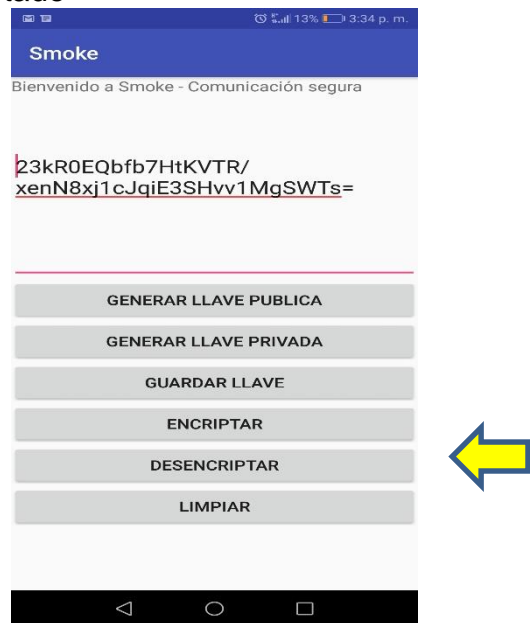 13% 3:34 p. m.
Smoke
Bienvenido a Smoke - Comunicación segura
23kR0EQbfb7HtKVTR/
xenN8xj1cJqiE3SHvv1MgSWTs=
GENERAR LLAVE PUBLICA
GENERAR LLAVE PRIVADA
GUARDAR LLAVE
ENCRIPTAR
DESENCRIPTAR
LIMPIAR